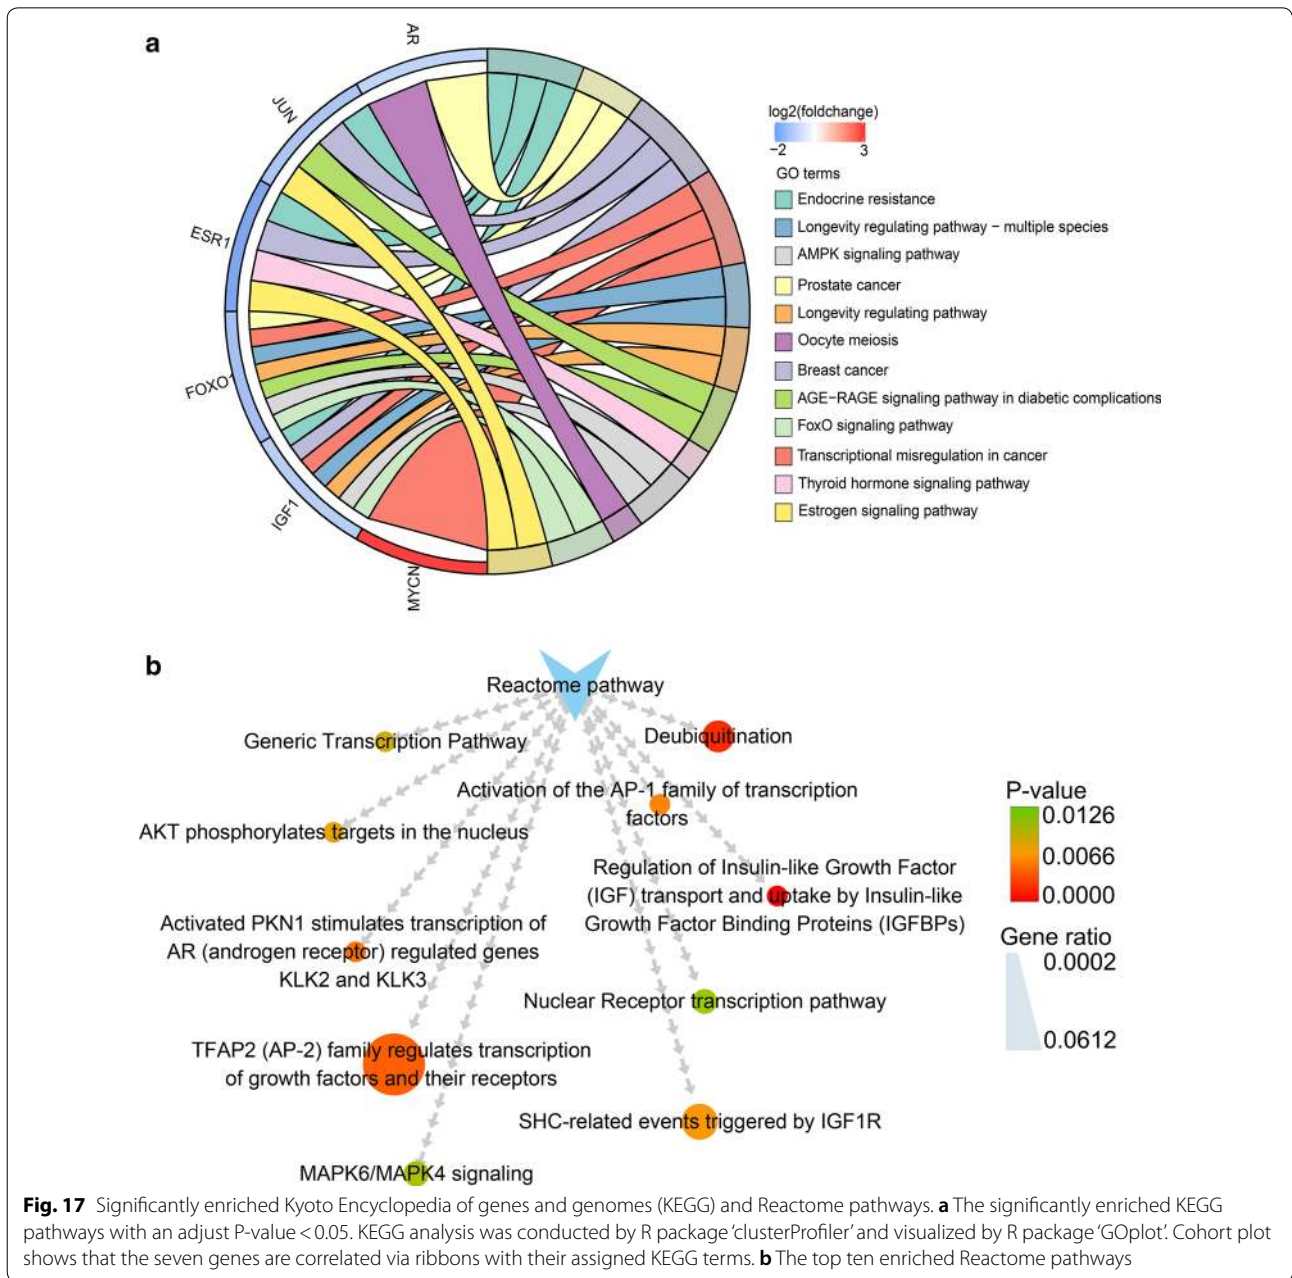 a
AR
JUN
ESR1
FOXO1
IGF1
MYCN
log2(foldchange)
−2 3
GO terms
Endocrine resistance
Longevity regulating pathway − multiple species
AMPK signaling pathway
Prostate cancer
Longevity regulating pathway
Oocyte meiosis
Breast cancer
AGE−RAGE signaling pathway in diabetic complications
FoxO signaling pathway
Transcriptional misregulation in cancer
Thyroid hormone signaling pathway
Estrogen signaling pathway
b
Reactome pathway
Generic Transcription Pathway
Deubiquitination
Activation of the AP-1 family of transcription
factors
AKT phosphorylates targets in the nucleus
Regulation of Insulin-like Growth Factor
(IGF) transport and uptake by Insulin-like
Growth Factor Binding Proteins (IGFBPs)
Activated PKN1 stimulates transcription of
AR (androgen receptor) regulated genes
KLK2 and KLK3
Nuclear Receptor transcription pathway
TFAP2 (AP-2) family regulates transcription
of growth factors and their receptors
SHC-related events triggered by IGF1R
MAPK6/MAPK4 signaling
P-value
0.0126
0.0066
0.0000
Gene ratio
0.0002
0.0612
Fig. 17 Significantly enriched Kyoto Encyclopedia of genes and genomes (KEGG) and Reactome pathways. a The significantly enriched KEGG
pathways with an adjust P-value < 0.05. KEGG analysis was conducted by R package ‘clusterProfiler’ and visualized by R package ‘GOplot’. Cohort plot
shows that the seven genes are correlated via ribbons with their assigned KEGG terms. b The top ten enriched Reactome pathways